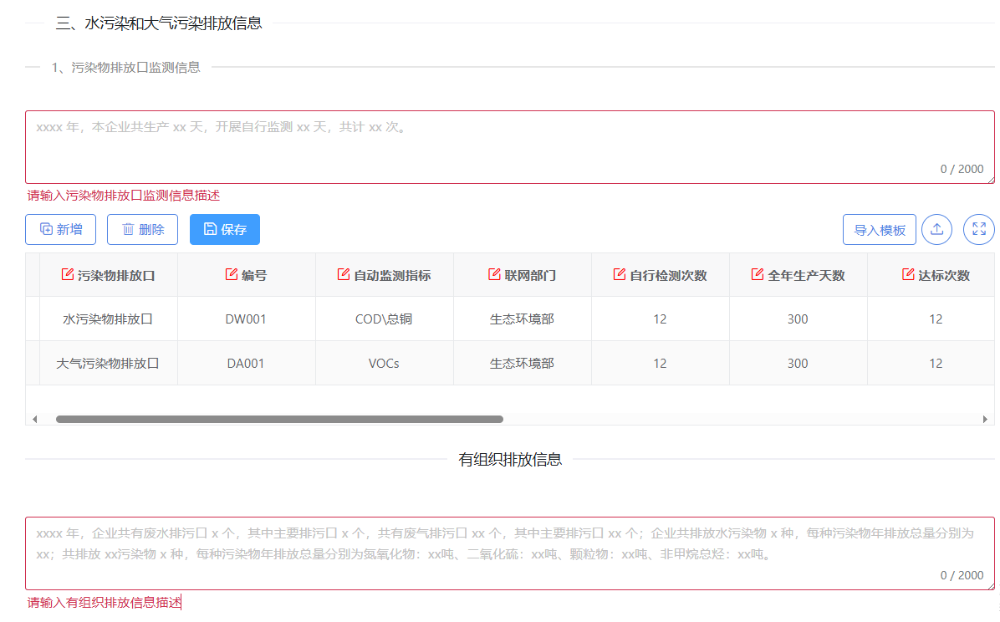 三、水污染和大气污染排放信息
1、污染物排放口监测信息
xxxx 年，本企业共生产 xx 天，开展自行监测 xx 天，共计 xx 次。
0 / 2000
请输入污染物排放口监测信息描述
新增 删除 保存 导入模板
污染物排放口 编号 自动监测指标 联网部门 自行检测次数 全年生产天数 达标次数
水污染物排放口 DW001 COD\总铜 生态环境部 12 300 12
大气污染物排放口 DA001 VOCs 生态环境部 12 300 12
有组织排放信息
xxxx 年，企业共有废水排污口 x 个，其中主要排污口 x 个，共有废气排污口 xx 个，其中主要排污口 xx 个；企业共排放水污染物 x 种，每种污染物年排放总量分别为
xx；共排放 xx污染物 x 种，每种污染物年排放总量分别为氮氧化物：xx吨、二氧化硫：xx吨、颗粒物：xx吨、非甲烷总烃：xx吨。
0 / 2000
请输入有组织排放信息描述